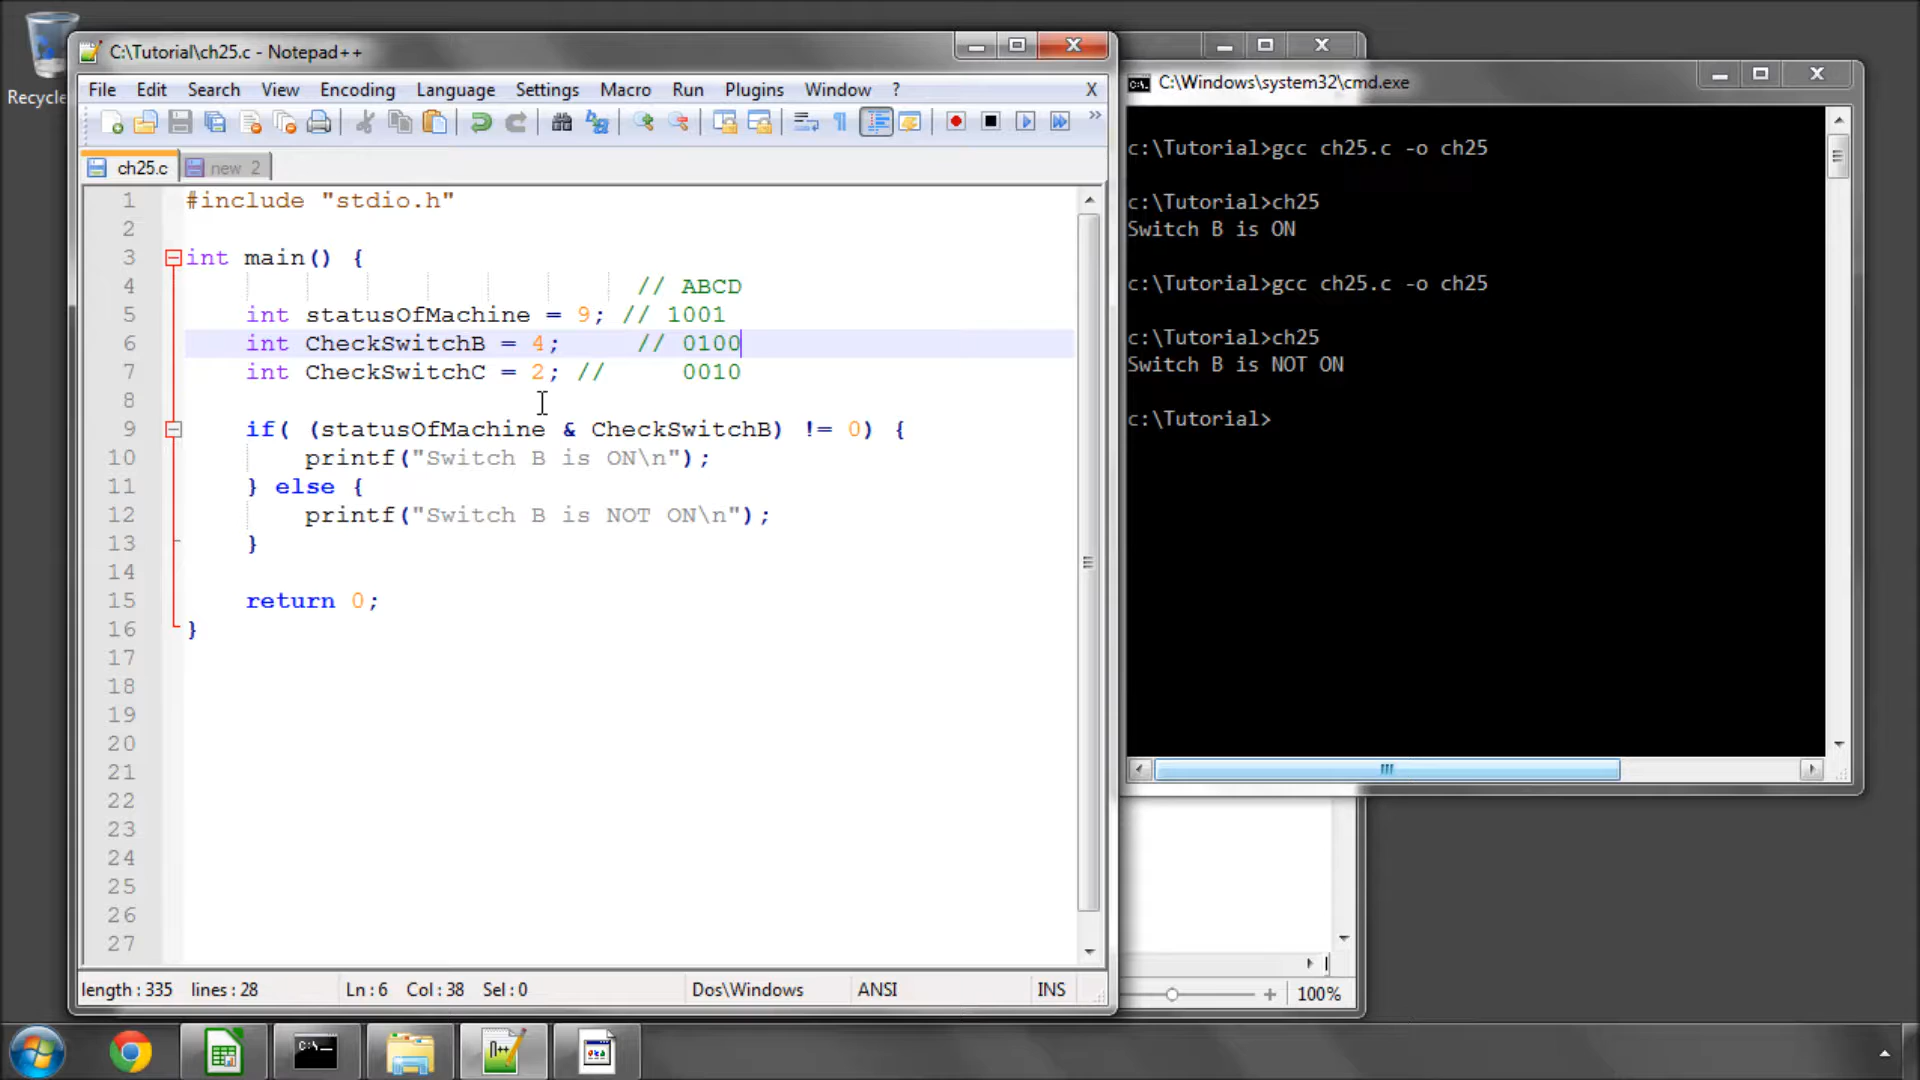 Recycle
C:\Tutorial\ch25.c - Notepad++
File Edit Search View Encoding Language Settings Macro Run Plugins Window ? X
ch25.c new 2
1 #include "stdio.h"
2
3 int main() {
4 // ABCD
5 int statusOfMachine = 9; // 1001
6 int CheckSwitchB = 4; // 0100
7 int CheckSwitchC = 2; // 0010
8
9 if( (statusOfMachine & CheckSwitchB) != 0) {
10 printf("Switch B is ON\n");
11 } else {
12 printf("Switch B is NOT ON\n");
13 }
14
15 return 0;
16 }
17
18
19
20
21
22
23
24
25
26
27
length : 335 lines : 28 Ln : 6 Col : 38 Sel : 0 Dos\Windows ANSI INS
C:\Windows\system32\cmd.exe
c:\Tutorial>gcc ch25.c -o ch25
c:\Tutorial>ch25
Switch B is ON
c:\Tutorial>gcc ch25.c -o ch25
c:\Tutorial>ch25
Switch B is NOT ON
c:\Tutorial>
100%